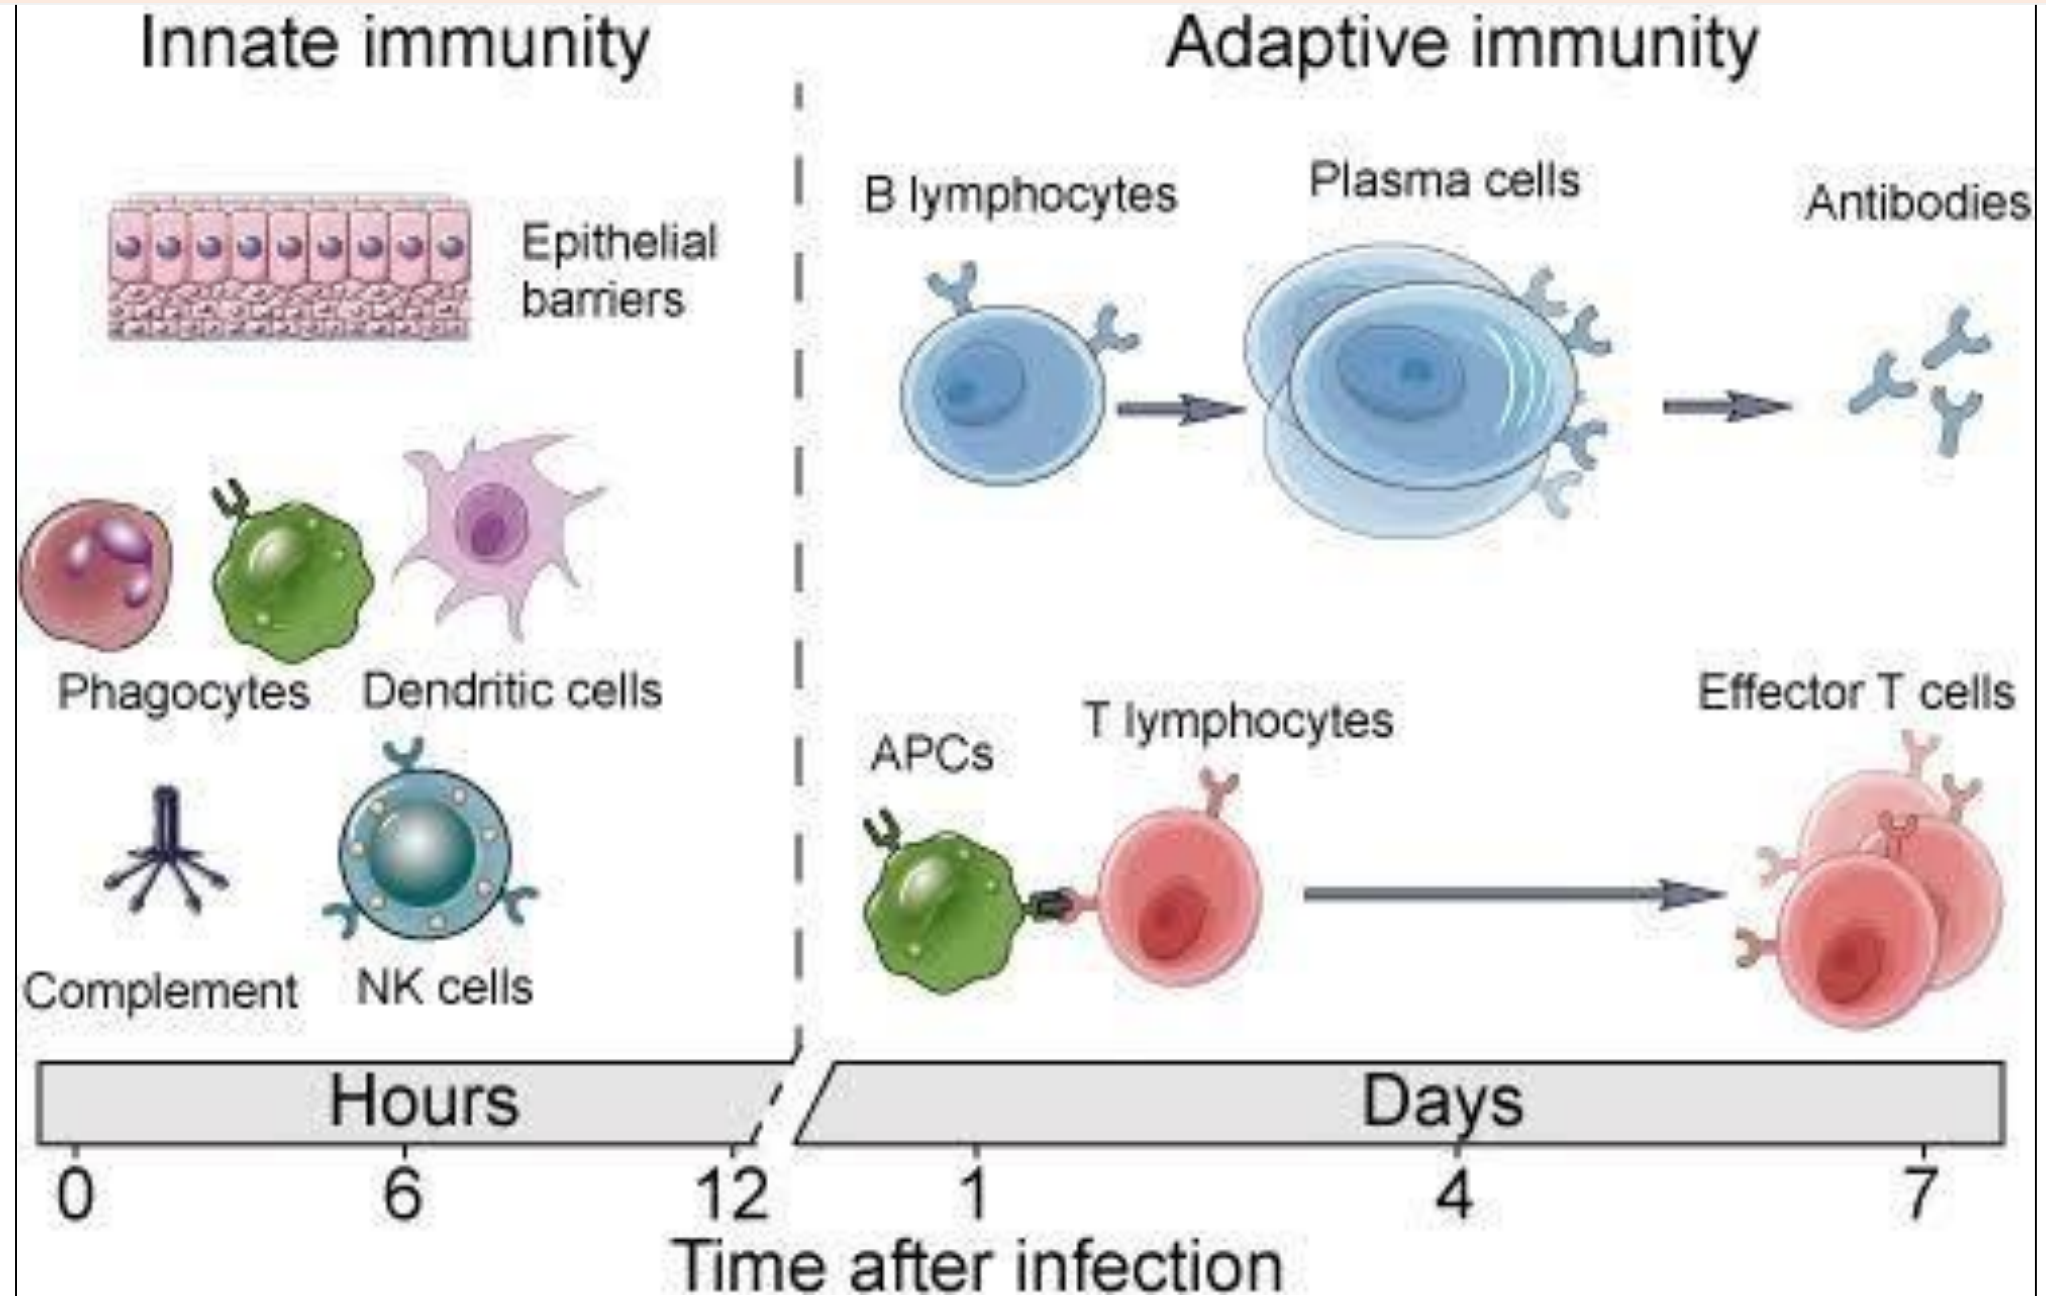 Innate immunity
Adaptive immunity
Epithelial
barriers
B lymphocytes
Plasma cells
Antibodies
Phagocytes
Dendritic cells
Complement
NK cells
APCs
T lymphocytes
Effector T cells
Hours
Days
0 6 12 1 4 7
Time after infection